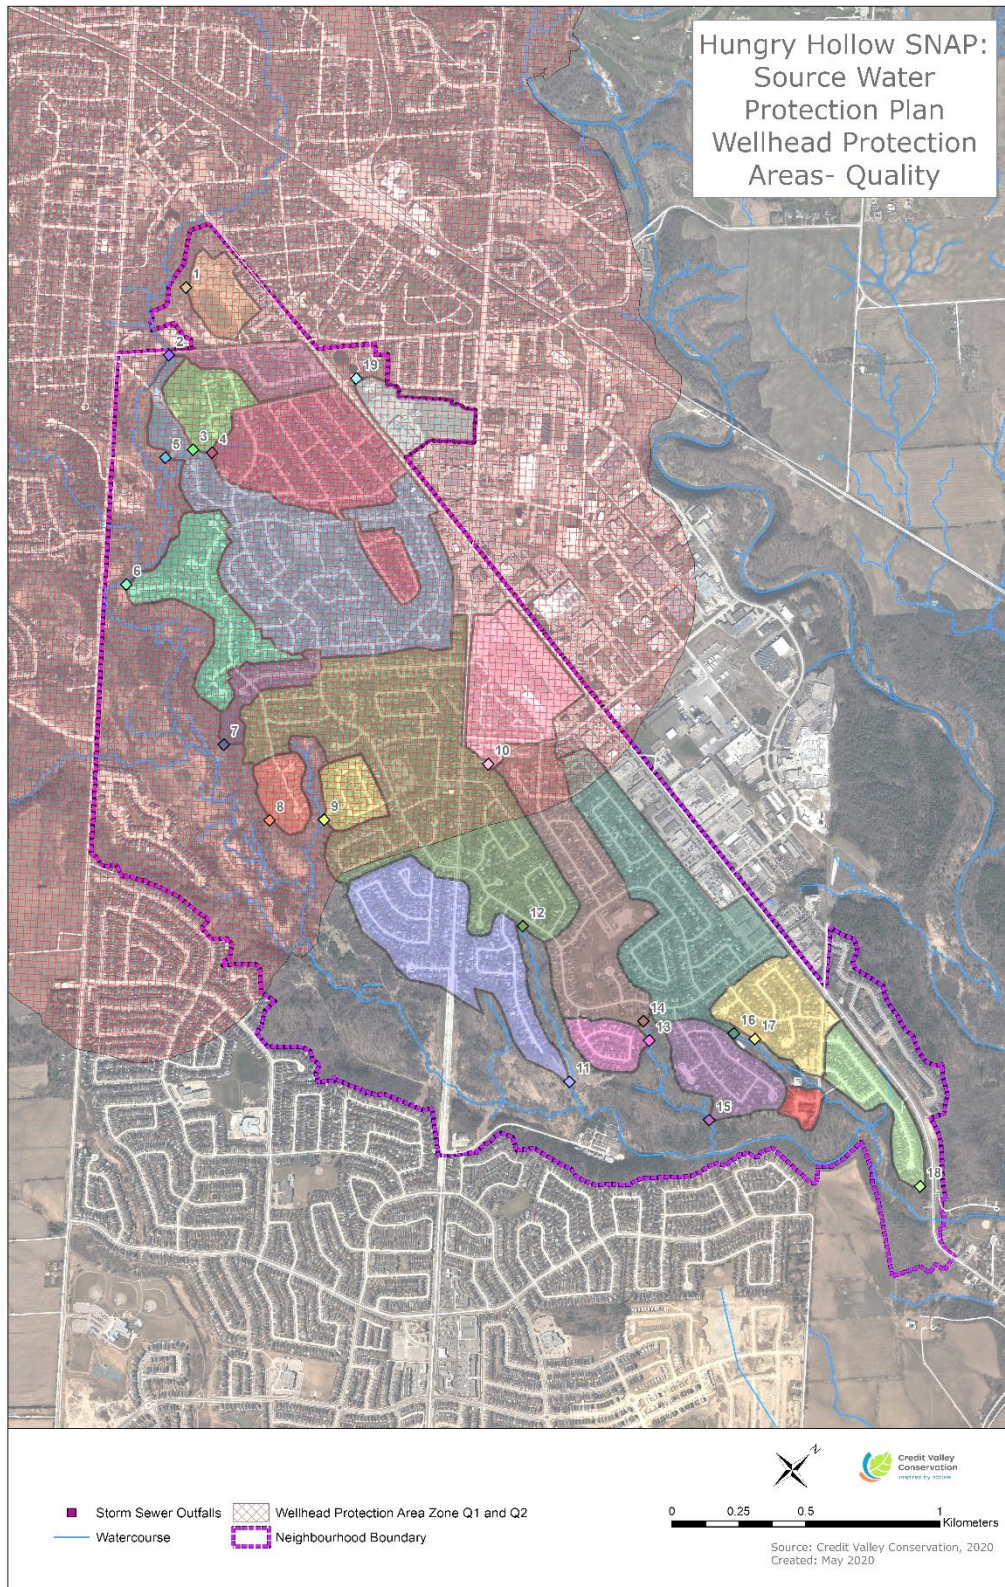 Hungry Hollow SNAP:
Source Water
Protection Plan
Wellhead Protection
Areas- Quality
1
2
19
3
4
5
6
7
10
8
9
12
14
13
16
17
11
15
18
N
Credit Valley
Conservation
inspired by nature
Storm Sewer Outfalls
Wellhead Protection Area Zone Q1 and Q2
Watercourse
Neighbourhood Boundary
0 0.25 0.5 1
Kilometers
Source: Credit Valley Conservation, 2020
Created: May 2020